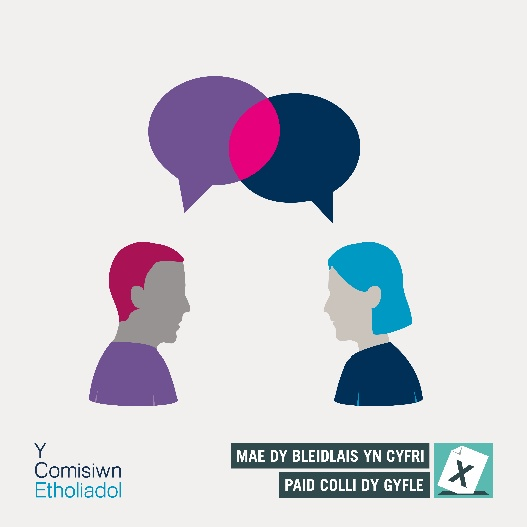 Y
Comisiwn
Etholiadol
MAE DY BLEIDLAIS YN CYFRI
PAID COLLI DY GYFLE
X